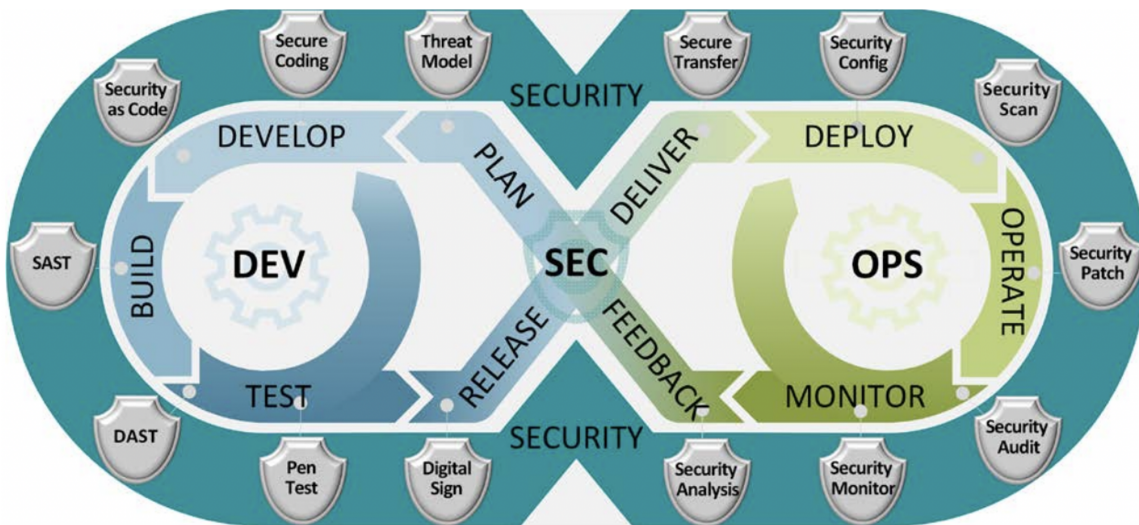 Secure
Coding
Threat
Model
Secure
Transfer
Security
Config
Security
as Code
SECURITY
Security
Scan
DEVELOP
PLAN
DELIVER
DEPLOY
SAST
BUILD
DEV
SEC
OPS
OPERATE
Security
Patch
TEST
RELEASE
FEEDBACK
MONITOR
DAST
Pen
Test
Digital
Sign
SECURITY
Security
Analysis
Security
Monitor
Security
Audit